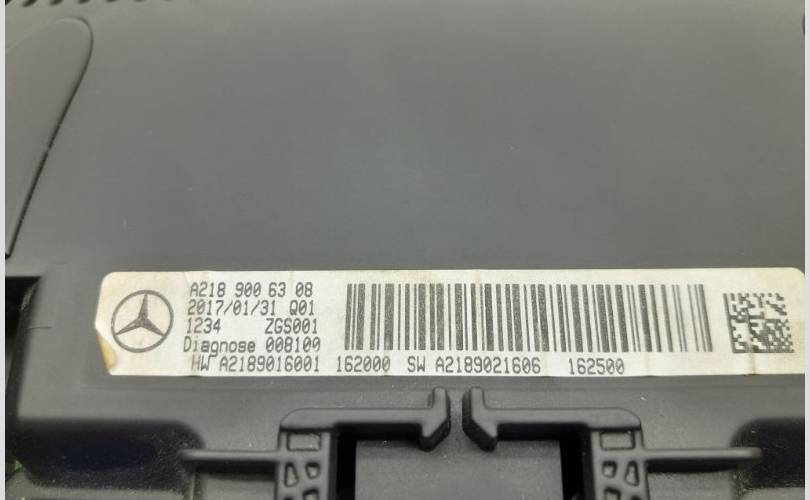 A218 900 63 08
2017/01/31 Q01
1234 ZGS001
Diagnose 008100
HW A2189016001 162000 SW A2189021606 162500